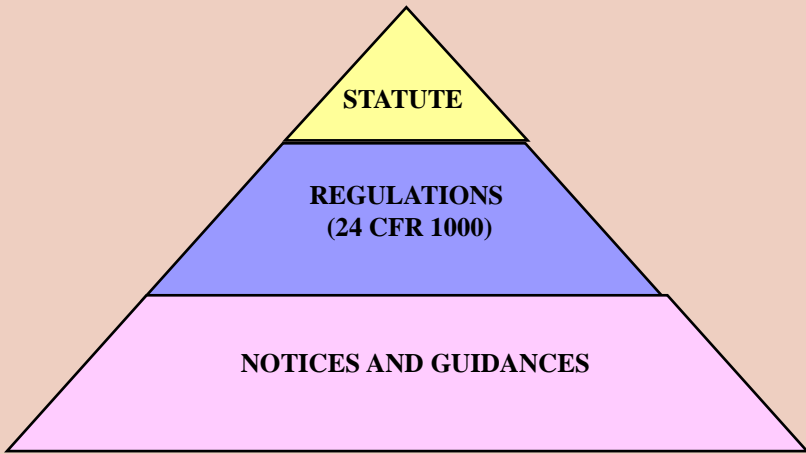 STATUTE
REGULATIONS
(24 CFR 1000)
NOTICES AND GUIDANCES